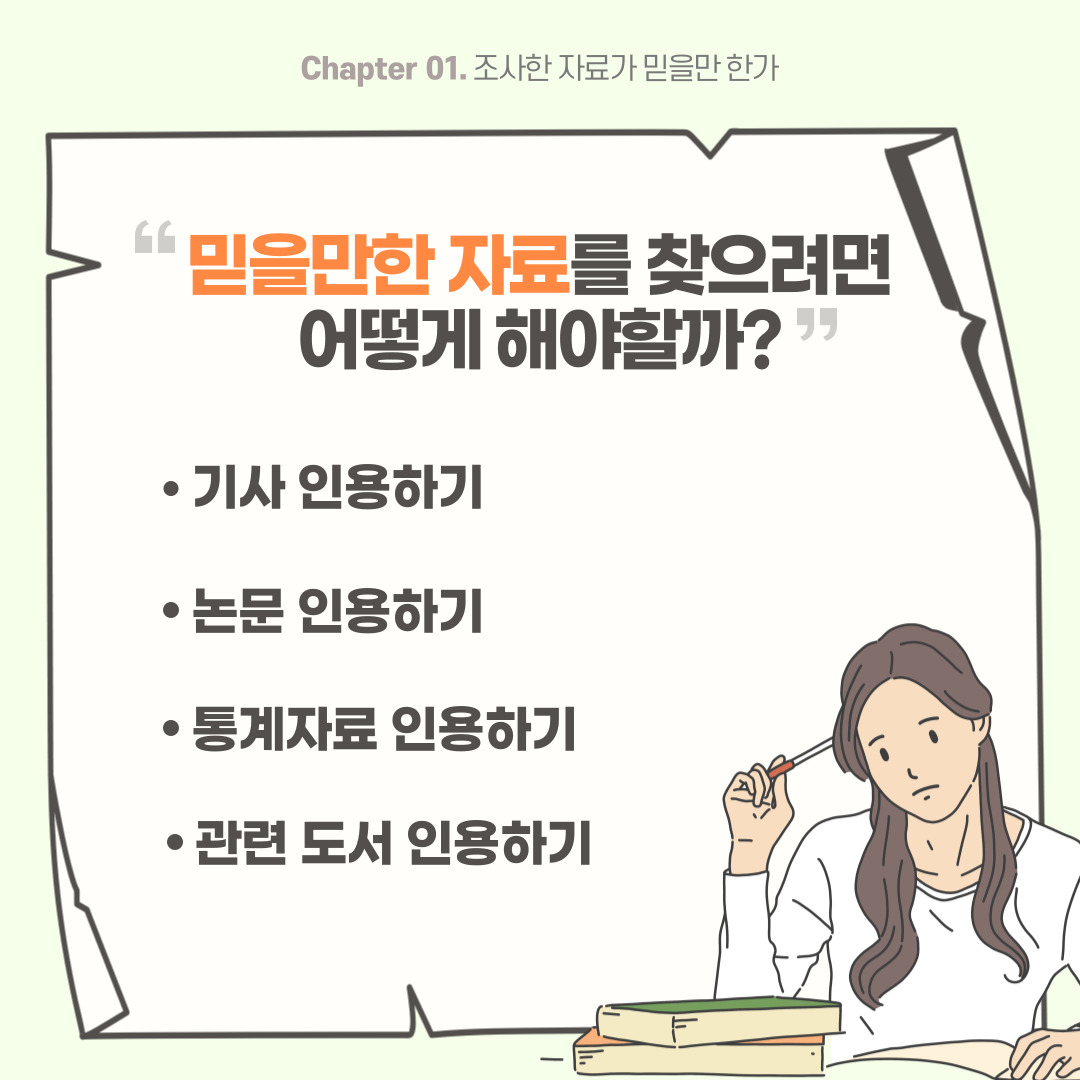 Chapter 01. 조사한 자료가 믿을만 한가
“ 믿을만한 자료를 찾으려면
어떻게 해야할까? ”
• 기사 인용하기
• 논문 인용하기
• 통계자료 인용하기
• 관련 도서 인용하기